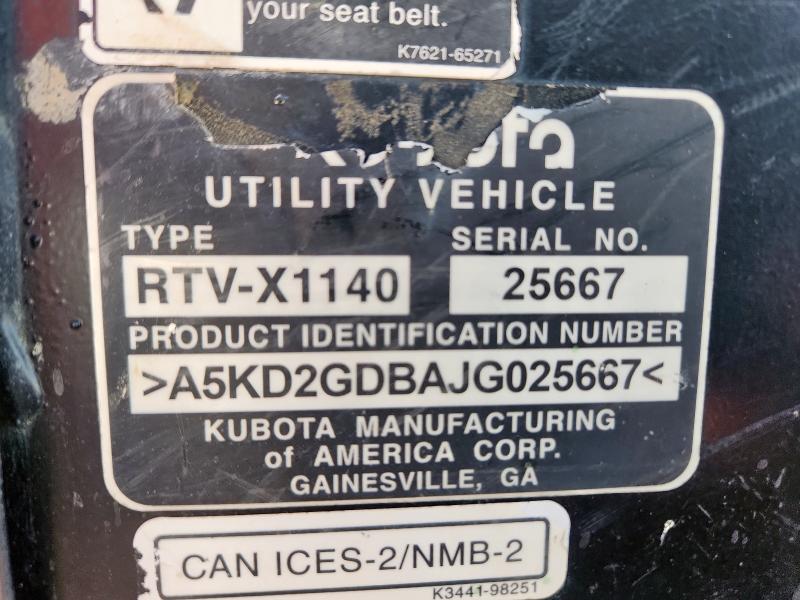 your seat belt.
K7621-65271
UTILITY VEHICLE
TYPE SERIAL NO.
RTV-X1140 25667
PRODUCT IDENTIFICATION NUMBER
>A5KD2GDBAJG025667<
KUBOTA MANUFACTURING
of AMERICA CORP.
GAINESVILLE, GA
CAN ICES-2/NMB-2
K3441-98251